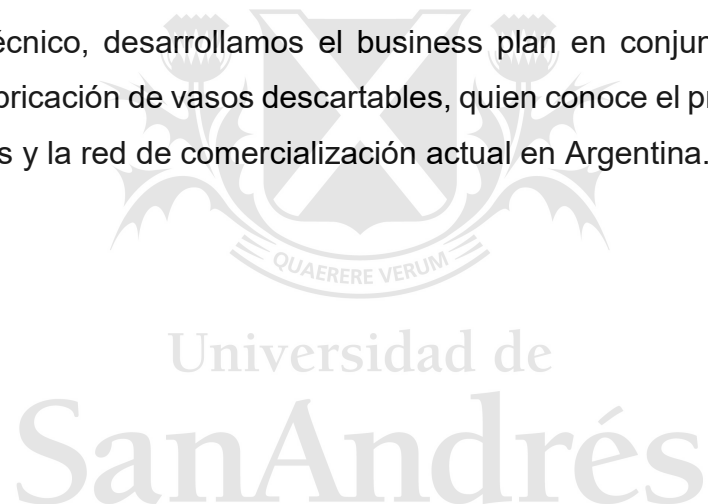 écnico, desarrollamos el business plan en conjun
bricación de vasos descartables, quien conoce el pr
s y la red de comercialización actual en Argentina.
QUAERERE VERUM
Universidad de
SanAndrés